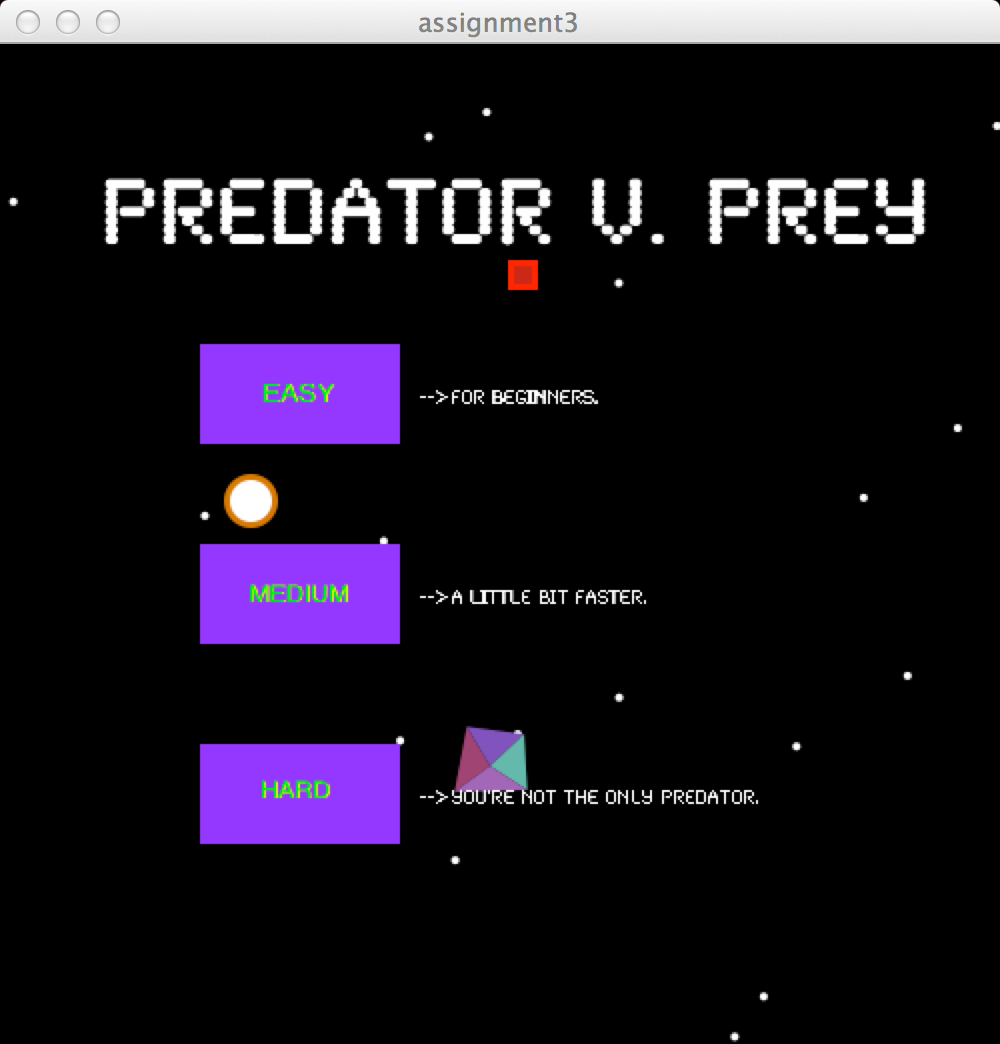 assignment3
PREDATOR V. PREY
EASY
-->FOR BEGINNERS.
MEDIUM
-->A LITTLE BIT FASTER.
HARD
-->YOU'RE NOT THE ONLY PREDATOR.